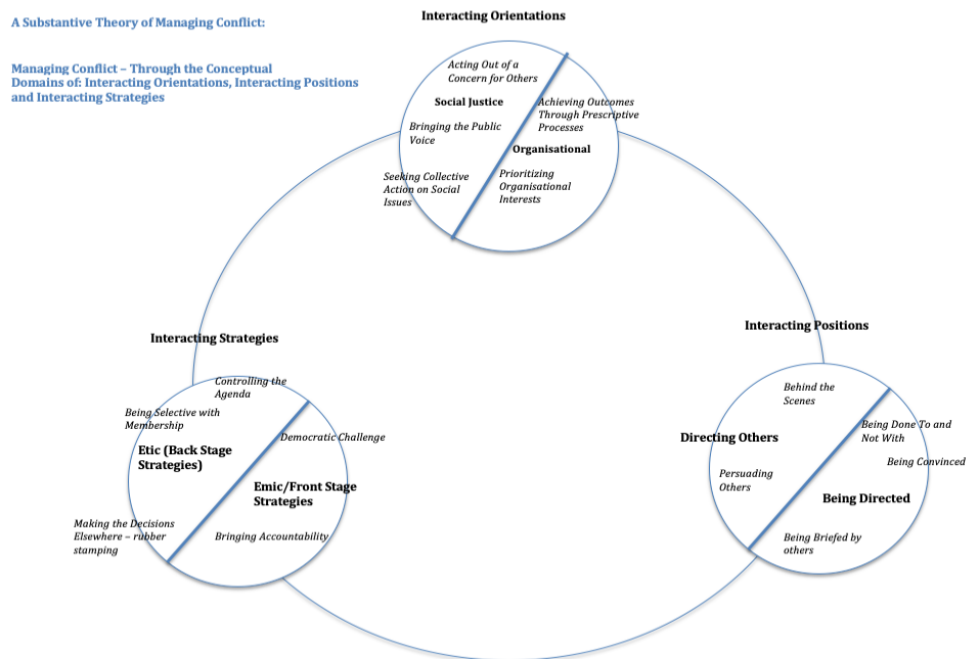 A Substantive Theory of Managing Conflict:
Managing Conflict – Through the Conceptual
Domains of: Interacting Orientations, Interacting Positions
and Interacting Strategies
Interacting Orientations
Acting Out of a
Concern for Others
Social Justice
Bringing the Public
Voice
Seeking Collective
Action on Social
Issues
Achieving Outcomes
Through Prescriptive
Processes
Organisational
Prioritizing
Organisational
Interests
Interacting Strategies
Controlling the
Agenda
Being Selective with
Membership
Etic (Back Stage
Strategies)
Making the Decisions
Elsewhere – rubber
stamping
Democratic Challenge
Emic/Front Stage
Strategies
Bringing Accountability
Interacting Positions
Behind the
Scenes
Directing Others
Persuading
Others
Being Done To and
Not With
Being Convinced
Being Directed
Being Briefed by
others